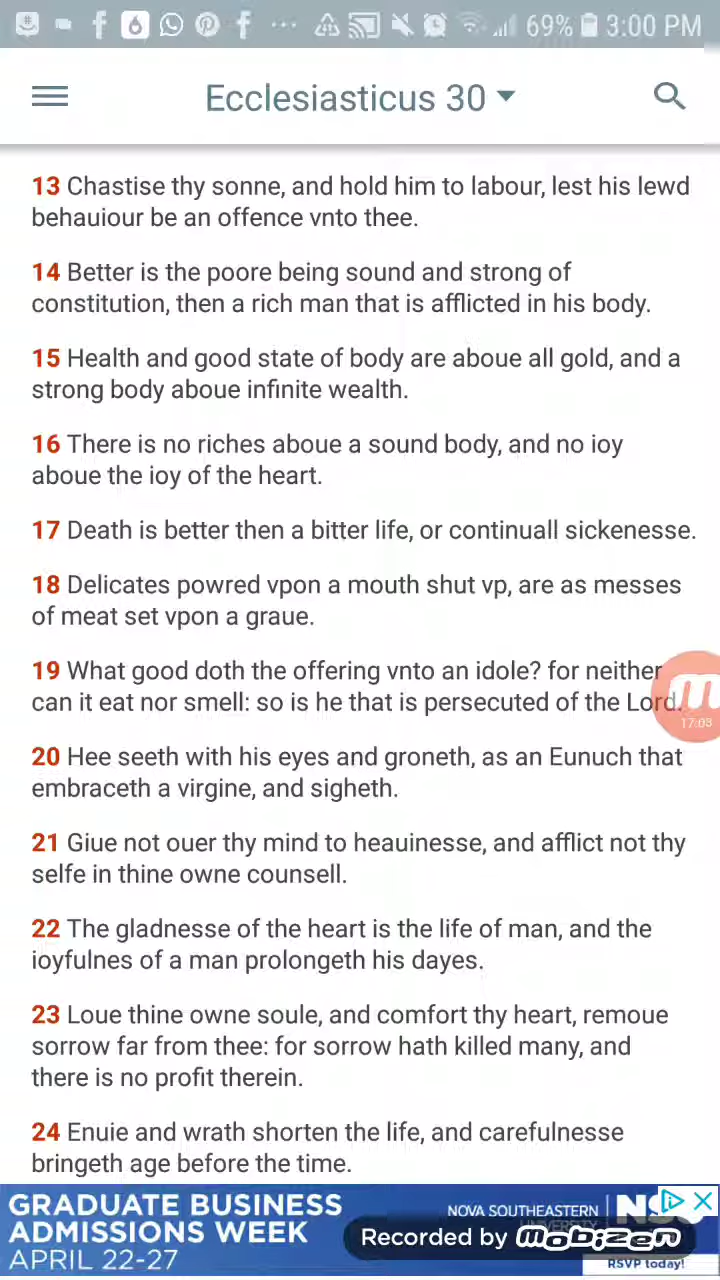 69% 3:00 PM
Ecclesiasticus 30
13 Chastise thy sonne, and hold him to labour, lest his lewd
behauiour be an offence vnto thee.
14 Better is the poore being sound and strong of
constitution, then a rich man that is afflicted in his body.
15 Health and good state of body are aboue all gold, and a
strong body aboue infinite wealth.
16 There is no riches aboue a sound body, and no ioy
aboue the ioy of the heart.
17 Death is better then a bitter life, or continuall sickenesse.
18 Delicates powred vpon a mouth shut vp, are as messes
of meat set vpon a graue.
19 What good doth the offering vnto an idole? for neither
can it eat nor smell: so is he that is persecuted of the Lord.
17:03
20 Hee seeth with his eyes and groneth, as an Eunuch that
embraceth a virgine, and sigheth.
21 Giue not ouer thy mind to heauinesse, and afflict not thy
selfe in thine owne counsell.
22 The gladnesse of the heart is the life of man, and the
ioyfulnes of a man prolongeth his dayes.
23 Loue thine owne soule, and comfort thy heart, remoue
sorrow far from thee: for sorrow hath killed many, and
there is no profit therein.
24 Enuie and wrath shorten the life, and carefulnesse
bringeth age before the time.
GRADUATE BUSINESS
ADMISSIONS WEEK
APRIL 22-27
NOVA SOUTHEASTERN
UNIVERSITY
NSU
Recorded by mobizen
RSVP today!